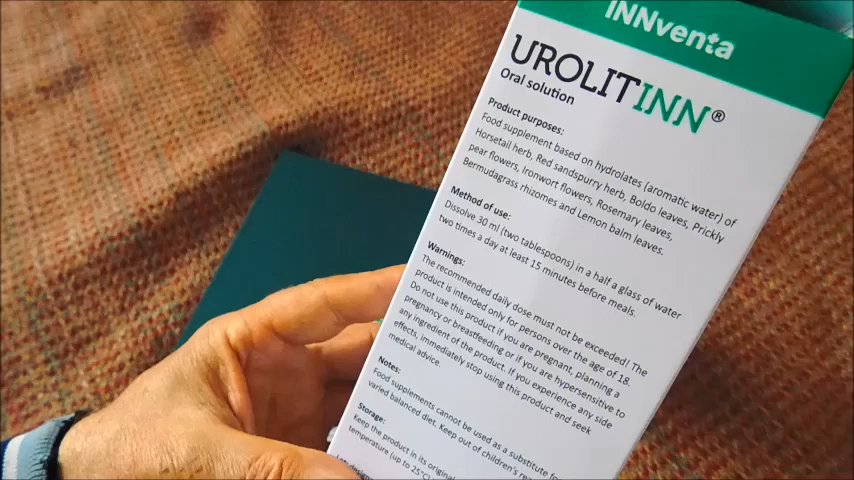 INNventa
UROLITINN®
Oral solution
Product purposes:
Food supplement based on hydrolates (aromatic water) of
Horsetail herb, Red sandspurry herb, Boldo leaves, Prickly
pear flowers, Ironwort flowers, Rosemary leaves,
Bermudagrass rhizomes and Lemon balm leaves.
Method of use:
Dissolve 30 ml (two tablespoons) in a half a glass of water
two times a day at least 15 minutes before meals.
Warnings:
The recommended daily dose must not be exceeded! The
product is intended only for persons over the age of 18.
Do not use this product if you are pregnant, planning a
pregnancy or breastfeeding or if you are hypersensitive to
any ingredient of the product. If you experience any side
effects, immediately stop using this product and seek
medical advice.
Notes:
Food supplements cannot be used as a substitute for
varied balanced diet. Keep out of children's
Storage:
Keep the product in its original
temperature (up to 25°C)